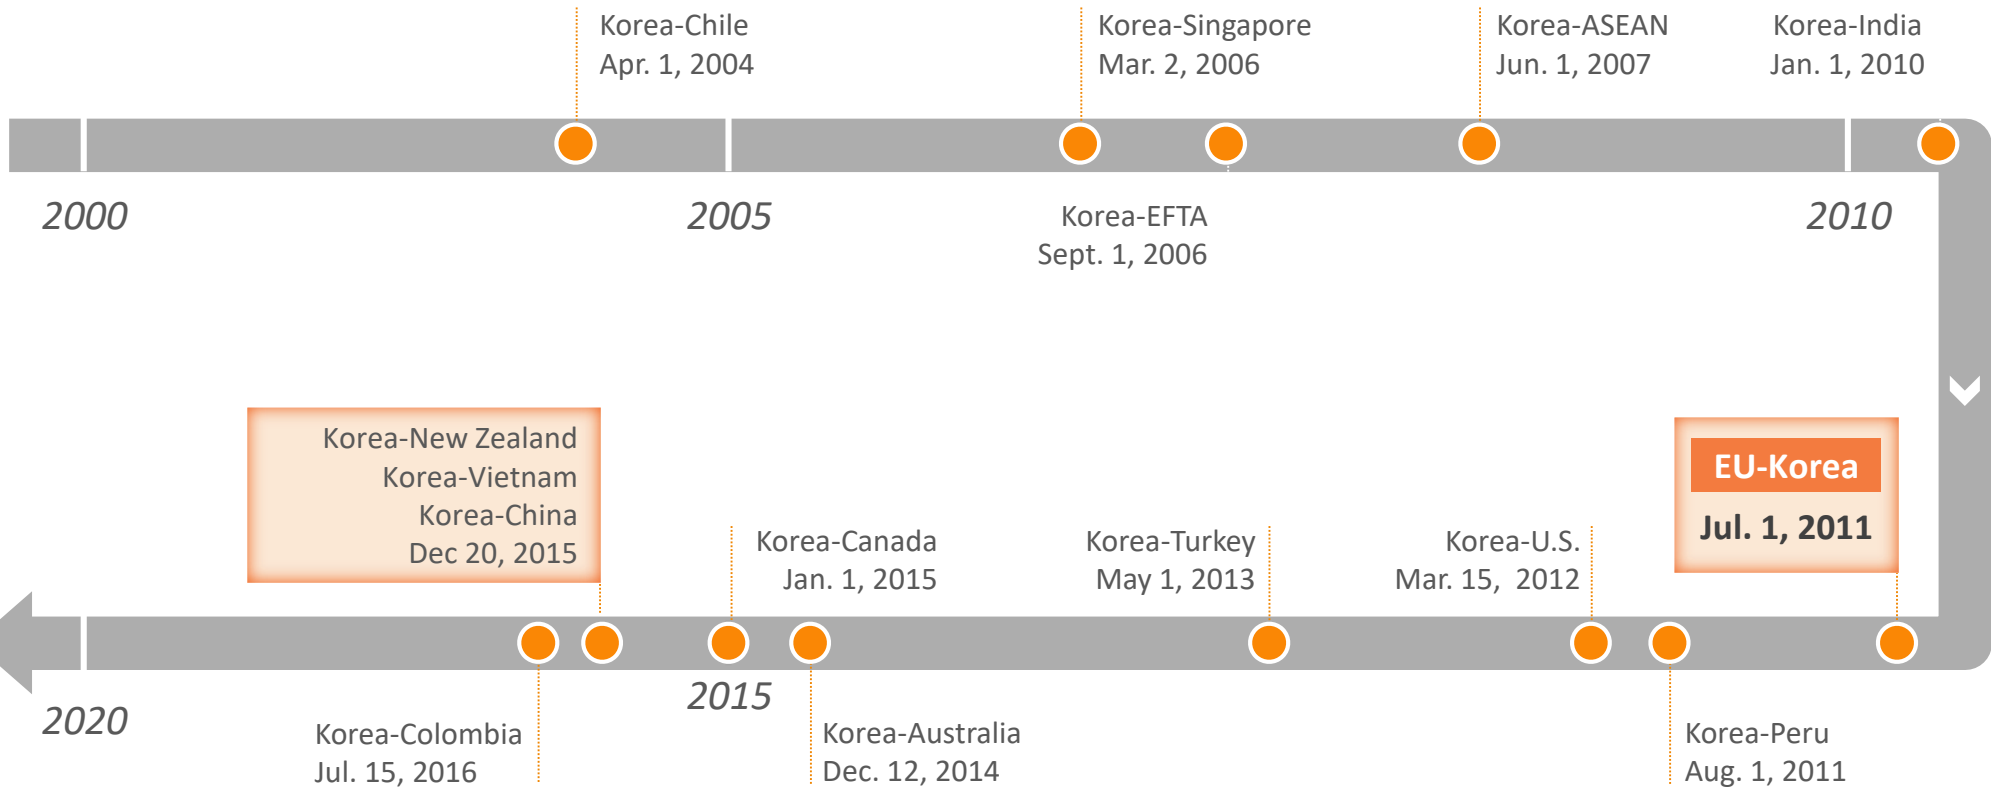 Korea-Chile
Apr. 1, 2004
Korea-Singapore
Mar. 2, 2006
Korea-ASEAN
Jun. 1, 2007
Korea-India
Jan. 1, 2010
2000
2005
2010
Korea-EFTA
Sept. 1, 2006
EU-Korea
Jul. 1, 2011
Korea-U.S.
Mar. 15, 2012
Korea-Turkey
May 1, 2013
Korea-Canada
Jan. 1, 2015
Korea-New Zealand
Korea-Vietnam
Korea-China
Dec 20, 2015
2020
2015
Korea-Colombia
Jul. 15, 2016
Korea-Australia
Dec. 12, 2014
Korea-Peru
Aug. 1, 2011